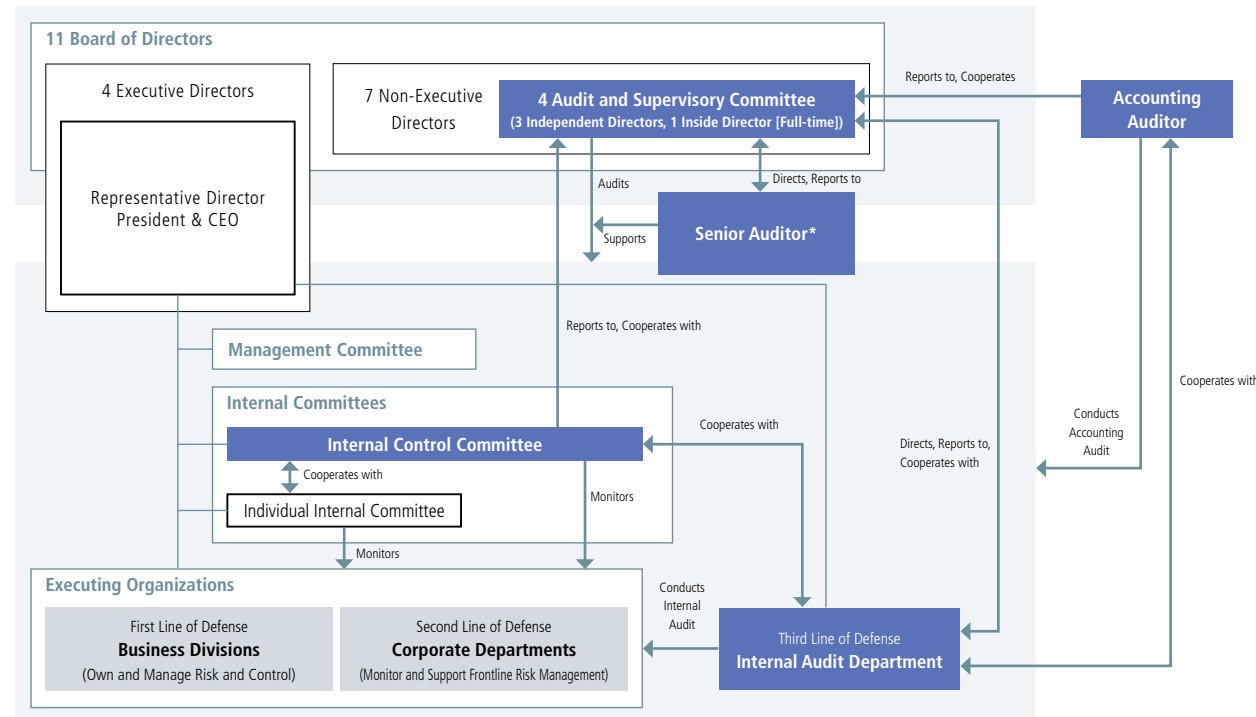 11 Board of Directors
4 Executive Directors
Representative Director
President & CEO
7 Non-Executive
Directors
4 Audit and Supervisory Committee
(3 Independent Directors, 1 Inside Director [Full-time])
Reports to, Cooperates
Accounting
Auditor
Audits
Directs, Reports to
Supports
Senior Auditor*
Reports to, Cooperates with
Management Committee
Internal Committees
Internal Control Committee
Cooperates with
Individual Internal Committee
Monitors
Monitors
Cooperates with
Directs, Reports to,
Cooperates with
Conducts
Accounting
Audit
Cooperates with
Executing Organizations
First Line of Defense
Business Divisions
(Own and Manage Risk and Control)
Second Line of Defense
Corporate Departments
(Monitor and Support Frontline Risk Management)
Conducts
Internal
Audit
Third Line of Defense
Internal Audit Department